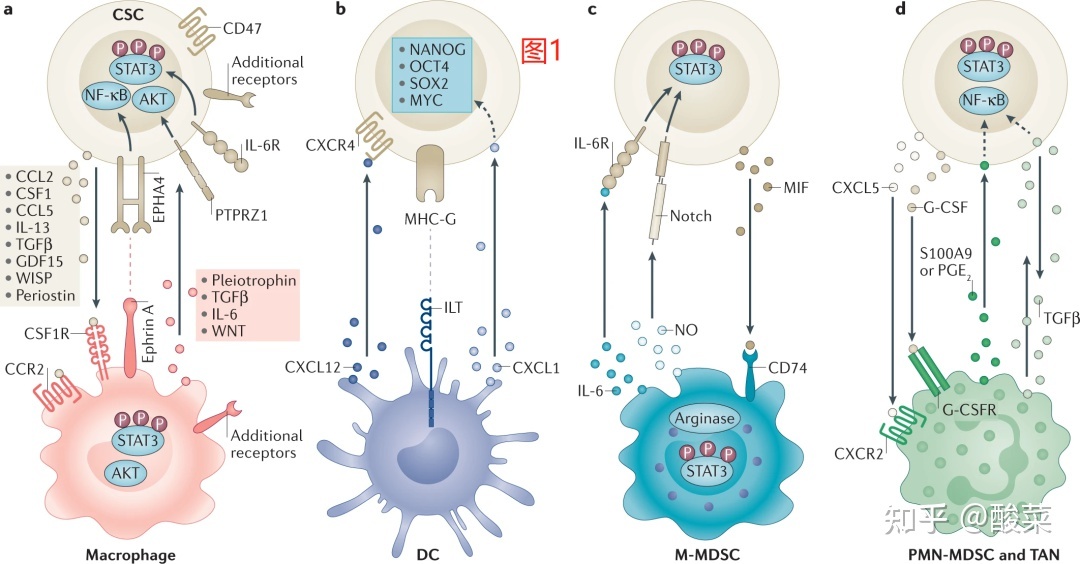 a
CSC
P P P
STAT3
NF-κB
AKT
CD47
Additional
receptors
IL-6R
PTPRZ1
EPHA4
• CCL2
• CSF1
• CCL5
• IL-13
• TGFβ
• GDF15
• WISP
• Periostin
• Pleiotrophin
• TGFβ
• IL-6
• WNT
CSF1R
Ephrin A
CCR2
P P P
STAT3
AKT
Additional
receptors
Macrophage
b
图1
• NANOG
• OCT4
• SOX2
• MYC
CXCR4
MHC-G
ILT
CXCL12
CXCL1
DC
c
P P P
STAT3
IL-6R
Notch
MIF
NO
IL-6
CD74
Arginase
P P P
STAT3
M-MDSC
d
P P P
STAT3
NF-κB
CXCL5
G-CSF
S100A9
or PGE₂
TGFβ
G-CSFR
CXCR2
知乎 @酸菜
PMN-MDSC and TAN